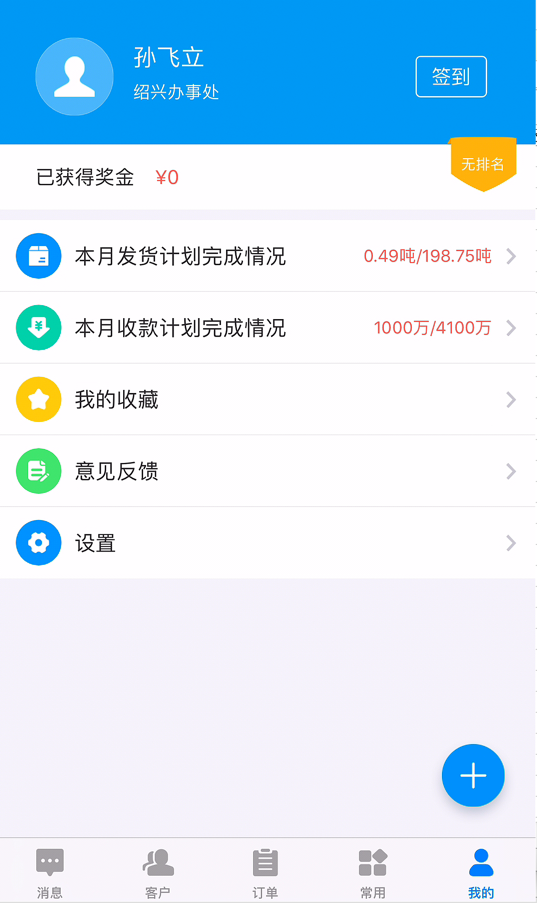 孙飞立
绍兴办事处
签到
已获得奖金 ¥0
无排名
本月发货计划完成情况 0.49吨/198.75吨
本月收款计划完成情况 1000万/4100万
我的收藏
意见反馈
设置
消息 客户 订单 常用 我的